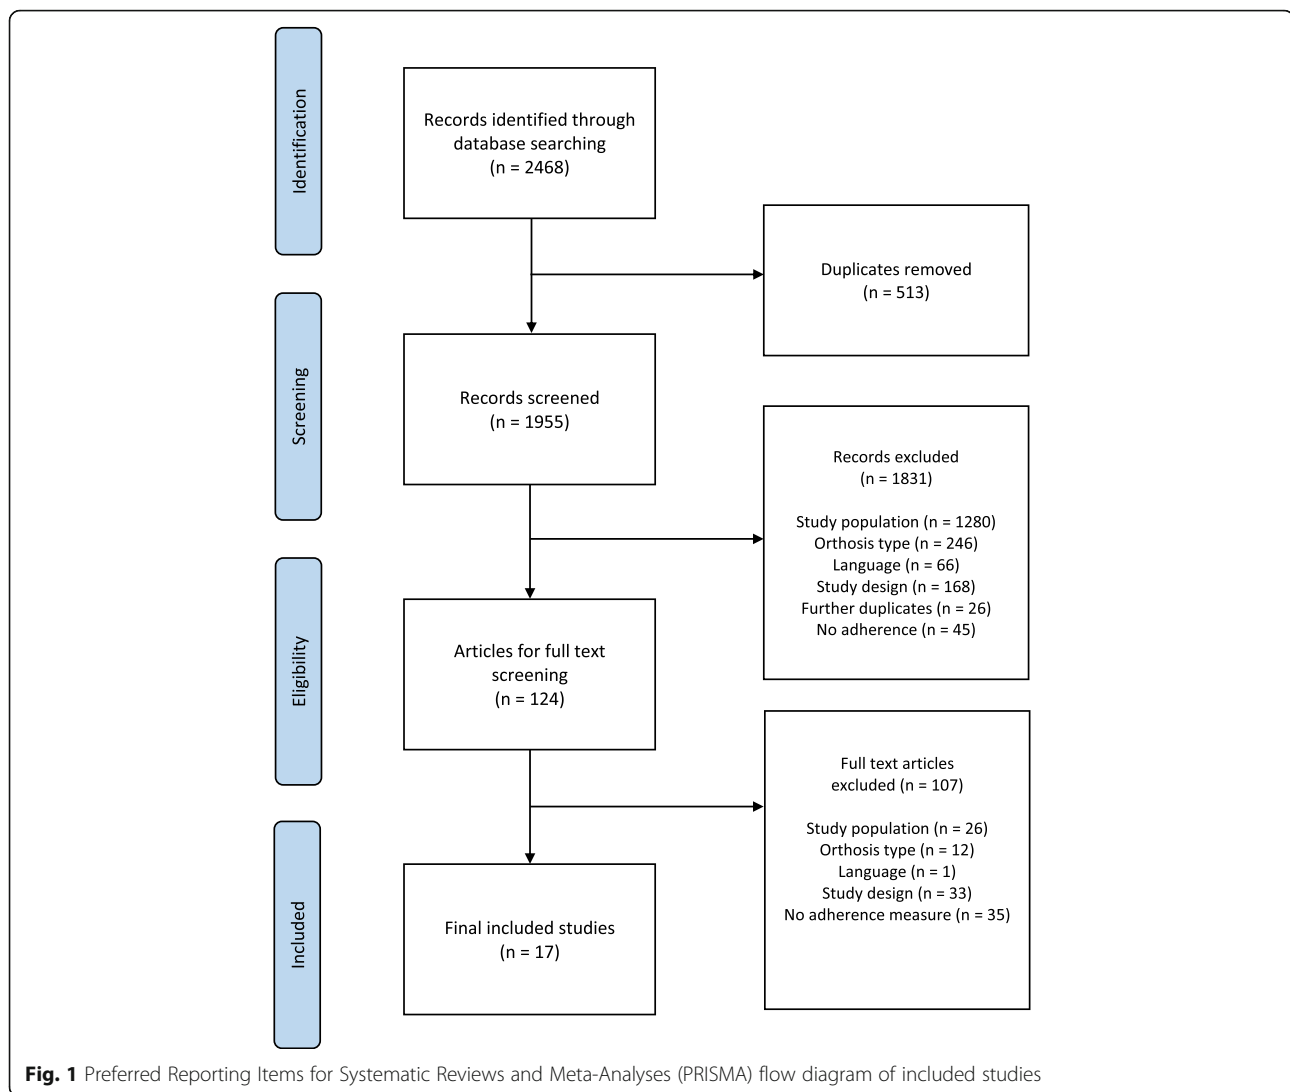 Identification
Records identified through
database searching
(n = 2468)
Duplicates removed
(n = 513)
Screening
Records screened
(n = 1955)
Records excluded
(n = 1831)
Study population (n = 1280)
Orthosis type (n = 246)
Language (n = 66)
Study design (n = 168)
Further duplicates (n = 26)
No adherence (n = 45)
Eligibility
Articles for full text
screening
(n = 124)
Full text articles
excluded (n = 107)
Study population (n = 26)
Orthosis type (n = 12)
Language (n = 1)
Study design (n = 33)
No adherence measure (n = 35)
Included
Final included studies
(n = 17)
Fig. 1 Preferred Reporting Items for Systematic Reviews and Meta-Analyses (PRISMA) flow diagram of included studies